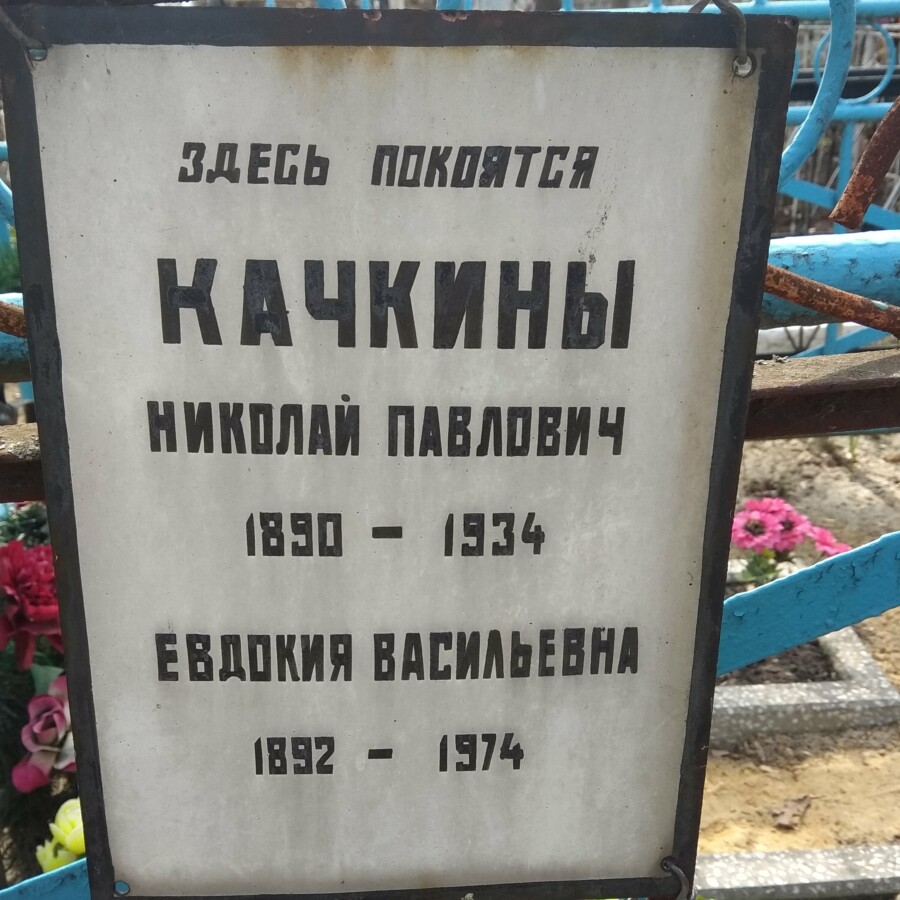 ЗДЕСЬ ПОКОЯТСЯ
КАЧКИНЫ
НИКОЛАЙ ПАВЛОВИЧ
1890 – 1934
ЕВДОКИЯ ВАСИЛЬЕВНА
1892 – 1974